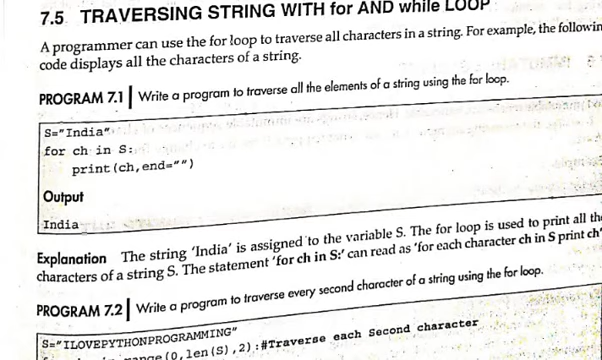 7.5 TRAVERSING STRING WITH for AND while LOOP
A programmer can use the for loop to traverse all characters in a string. For example, the
code displays all the characters of a string.
PROGRAM 7.1 Write a program to traverse all the elements of a string using the for loop.
S="India"
for ch in S:
print(ch,end="")
Output
India
Explanation The string 'India' is assigned to the variable S. The for loop is used to print all
characters of a string S. The statement 'for ch in S:' can read as 'for each character ch in S print ch'
PROGRAM 7.2 Write a program to traverse every second character of a string using the for loop.
S="ILOVEPYTHONPROGRAMMING"
(0,len(S),2):#Traverse each Second character